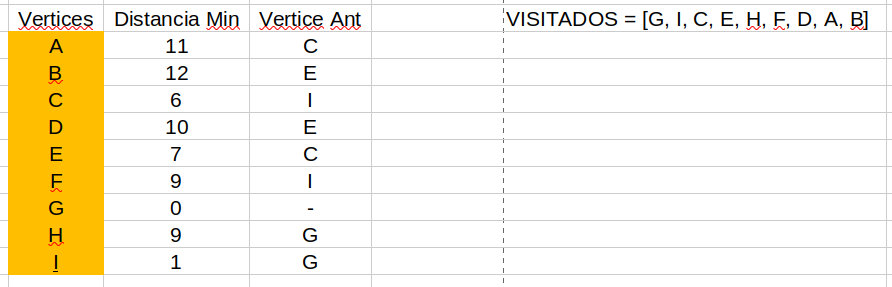 Vertices Distancia Min Vertice Ant VISITADOS = [G, I, C, E, H, F, D, A, B]
A 11 C
B 12 E
C 6 I
D 10 E
E 7 C
F 9 I
G 0 -
H 9 G
I 1 G